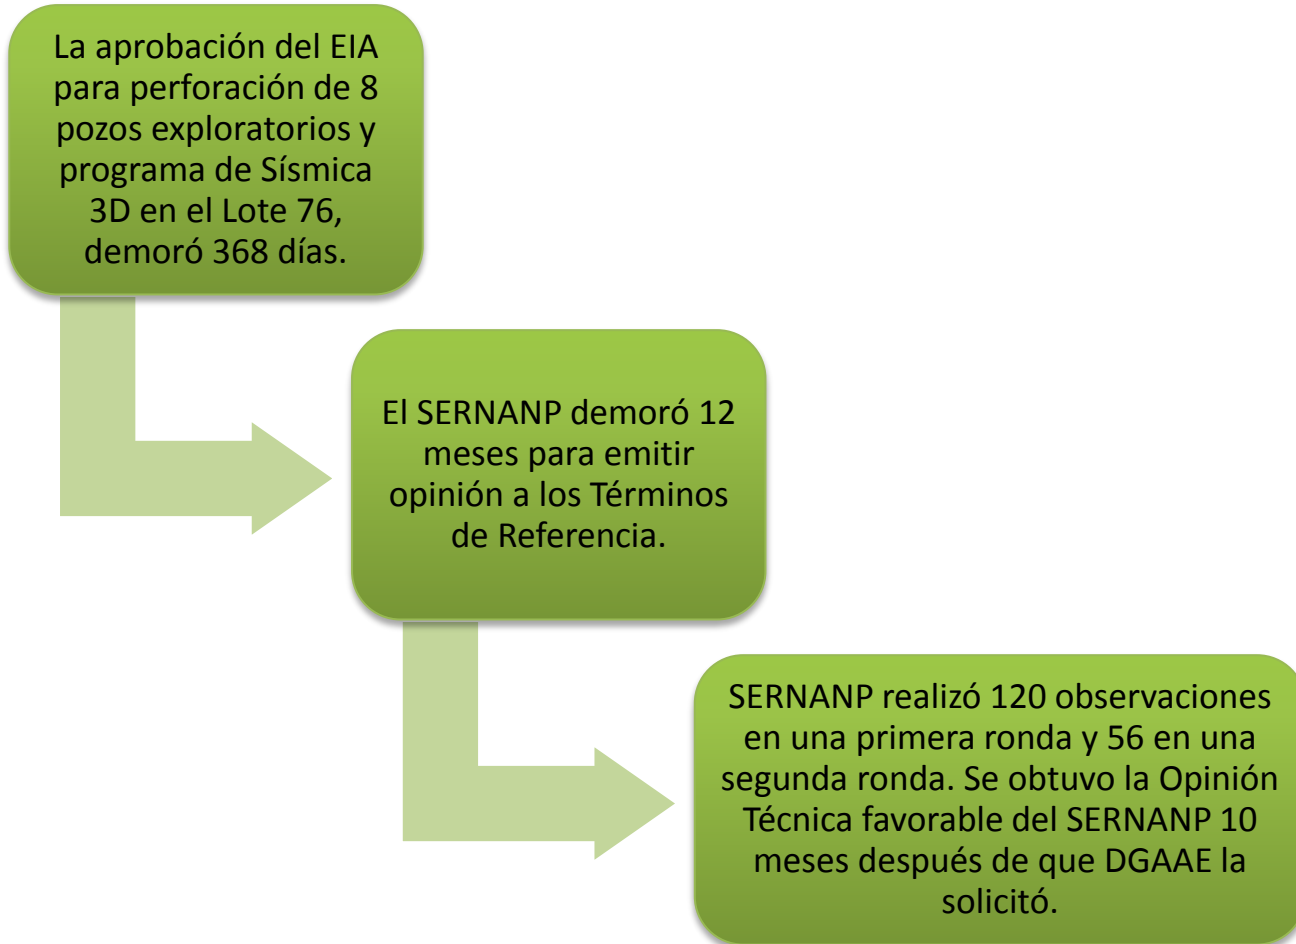 La aprobación del EIA
para perforación de 8
pozos exploratorios y
programa de Sísmica
3D en el Lote 76,
demoró 368 días.
El SERNANP demoró 12
meses para emitir
opinión a los Términos
de Referencia.
SERNANP realizó 120 observaciones
en una primera ronda y 56 en una
segunda ronda. Se obtuvo la Opinión
Técnica favorable del SERNANP 10
meses después de que DGAAE la
solicitó.